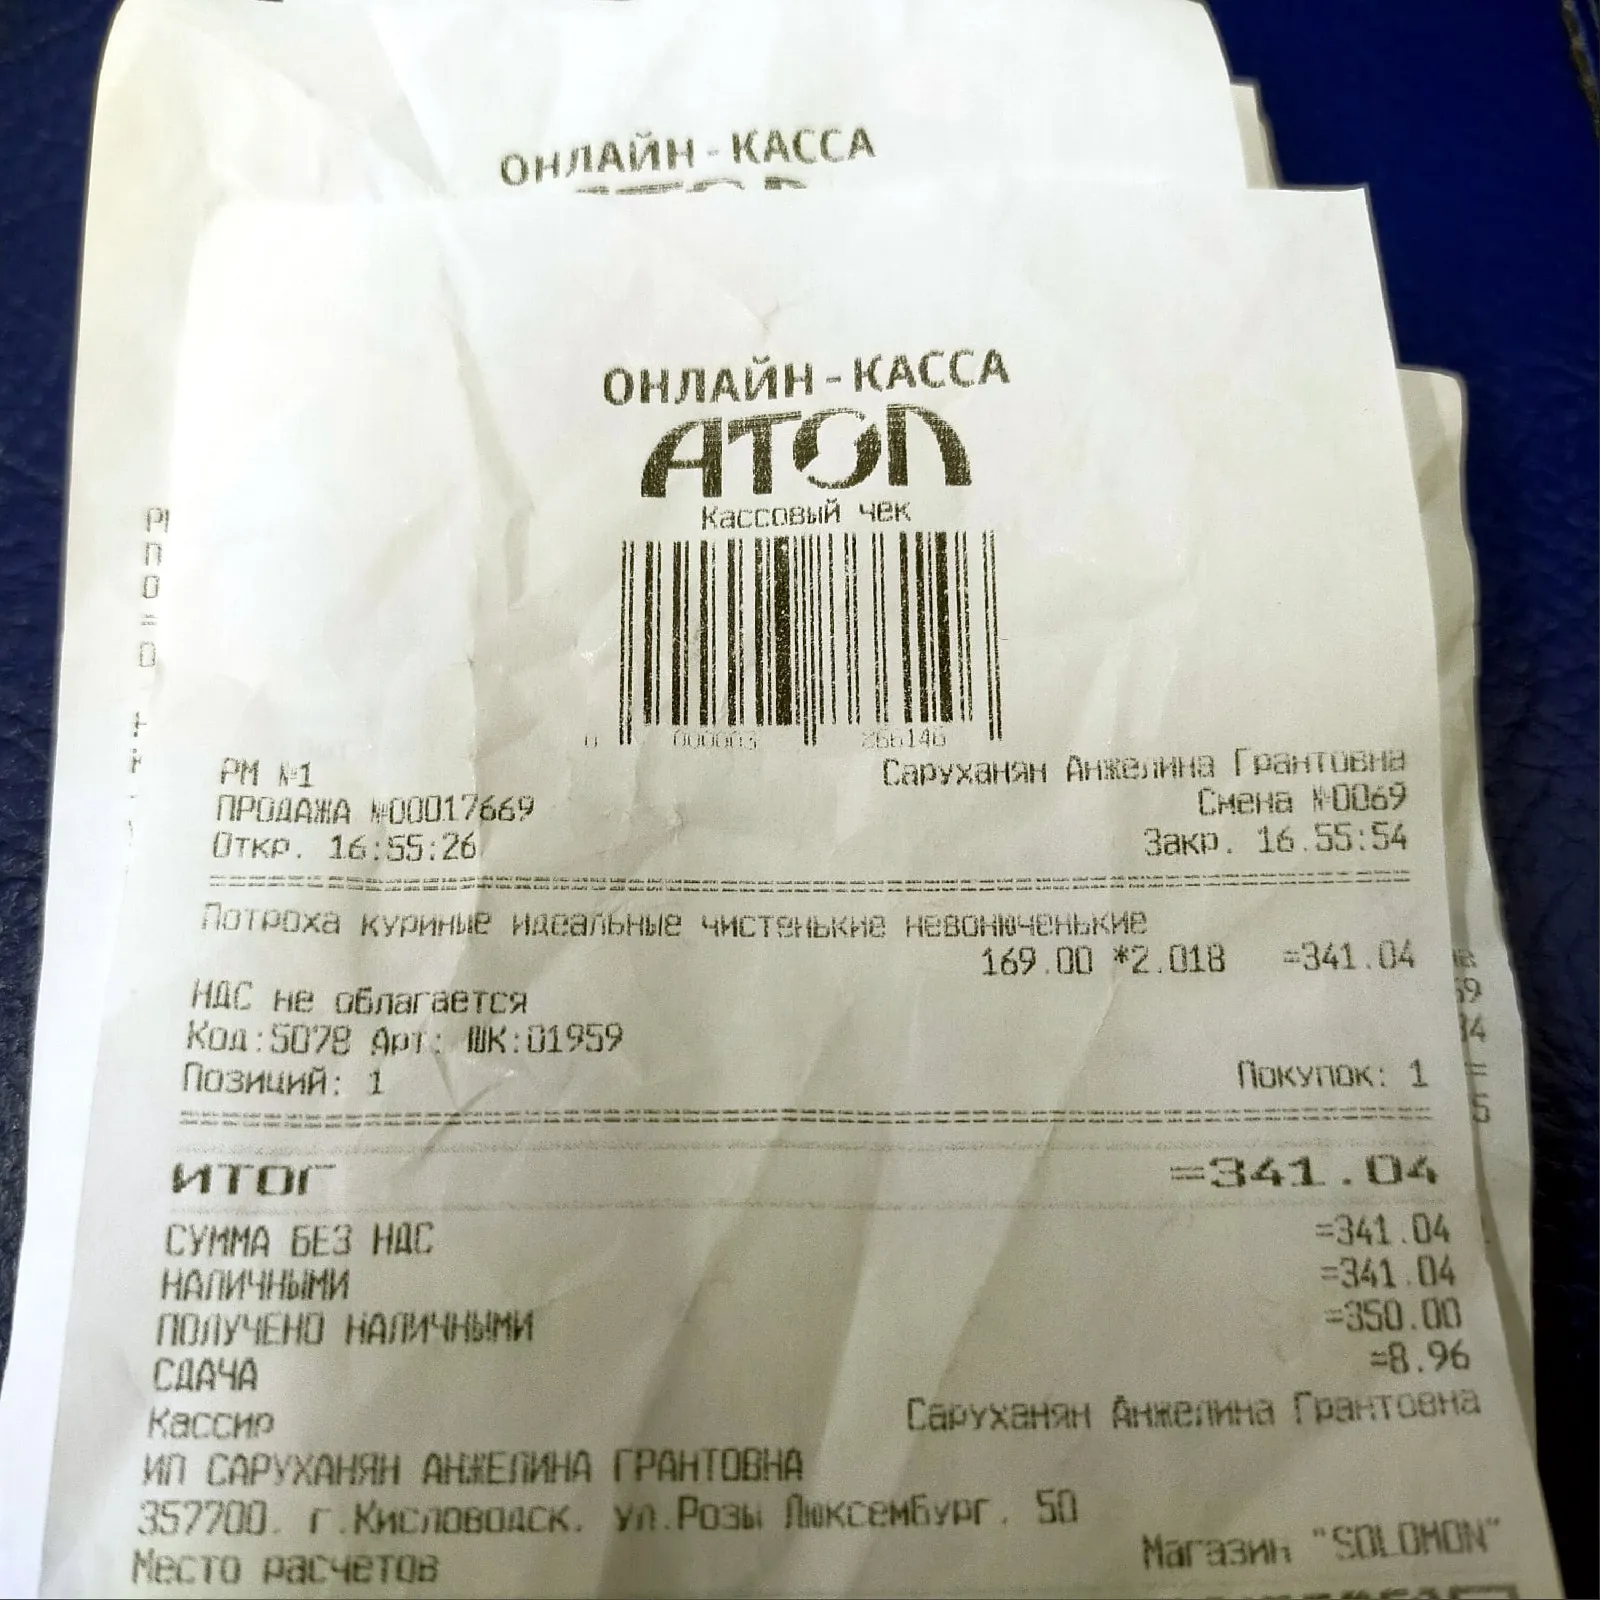 ОНЛАЙН-КАССА
ОНЛАЙН-КАССА
АТОЛ
Кассовый чек
0 000003 266146
РМ №1 Саруханян Анжелина Грантовна
ПРОДАЖА №00017669 Смена №0069
Откр. 16:55:26 Закр. 16.55:54
Потроха куриные идеальные чистенькие невонюченькие
169.00 *2.018 =341.04
НДС не облагается
Код:5078 Арт: ШК:01959
Позиций: 1 Покупок: 1
ИТОГ =341.04
СУММА БЕЗ НДС =341.04
НАЛИЧНЫМИ =341.04
ПОЛУЧЕНО НАЛИЧНЫМИ =350.00
СДАЧА =8.96
Кассир Саруханян Анжелина Грантовна
ИП САРУХАНЯН АНЖЕЛИНА ГРАНТОВНА
357700. г.Кисловодск. ул.Розы Люксембург. 50
Место расчетов Магазин "SOLOMON"